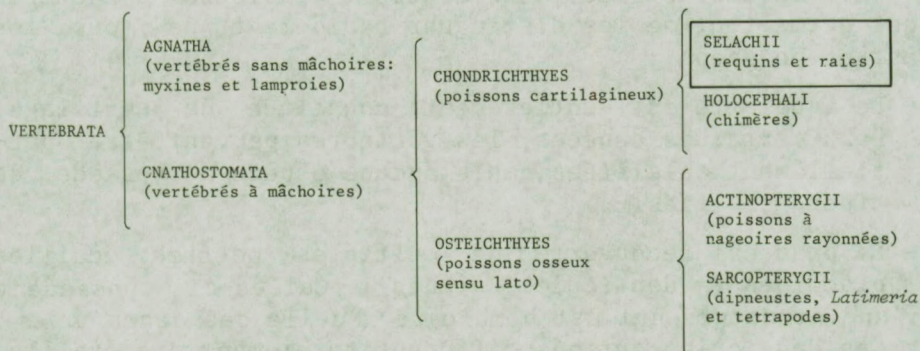 VERTEBRATA
AGNATHA
(vertébrés sans mâchoires:
myxines et lamproies)
CNATHOSTOMATA
(vertébrés à mâchoires)
CHONDRICHTHYES
(poissons cartilagineux)
OSTEICHTHYES
(poissons osseux
sensu lato)
SELACHII
(requins et raies)
HOLOCEPHALI
(chimères)
ACTINOPTERYGII
(poissons à
nageoires rayonnées)
SARCOPTERYGII
(dipneustes, Latimeria
et tetrapodes)